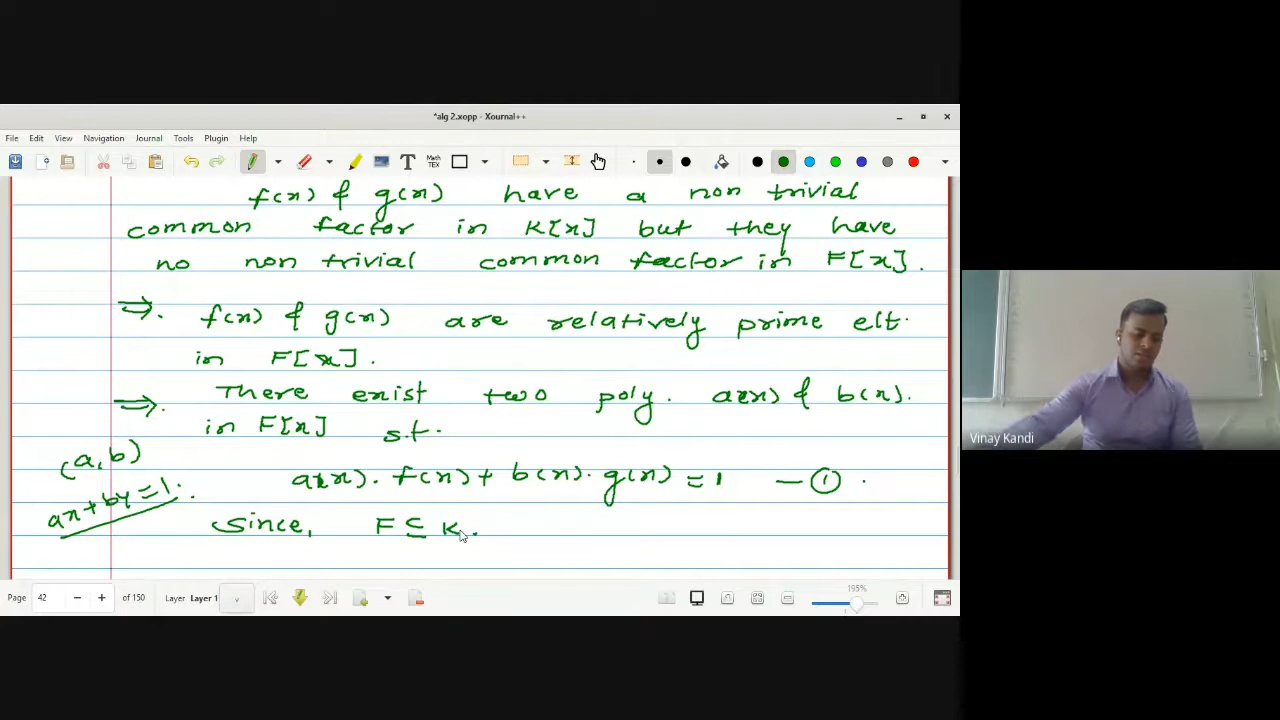 *alg 2.xopp - Xournal++
File Edit View Navigation Journal Tools Plugin Help
f(x) & g(x) have a non trivial
common factor in K[x] but they have
no non trivial common factor in F[x].
⇒. f(x) & g(x) are relatively prime elt.
in F[x].
⇒. There exist two poly. a(x) & b(x).
in F[x] s.t.
(a,b)
a(x). f(x) + b(x). g(x) = 1 — ① .
ax+by=1.
Since, F ⊆ K.
Page 42 of 150 Layer Layer 1 195%
Vinay Kandi